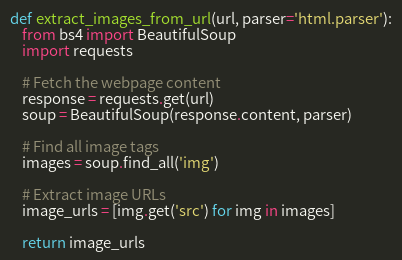 def extract_images_from_url(url, parser='html.parser'):
from bs4 import BeautifulSoup
import requests
# Fetch the webpage content
response = requests.get(url)
soup = BeautifulSoup(response.content, parser)
# Find all image tags
images = soup.find_all('img')
# Extract image URLs
image_urls = [img.get('src') for img in images]
return image_urls